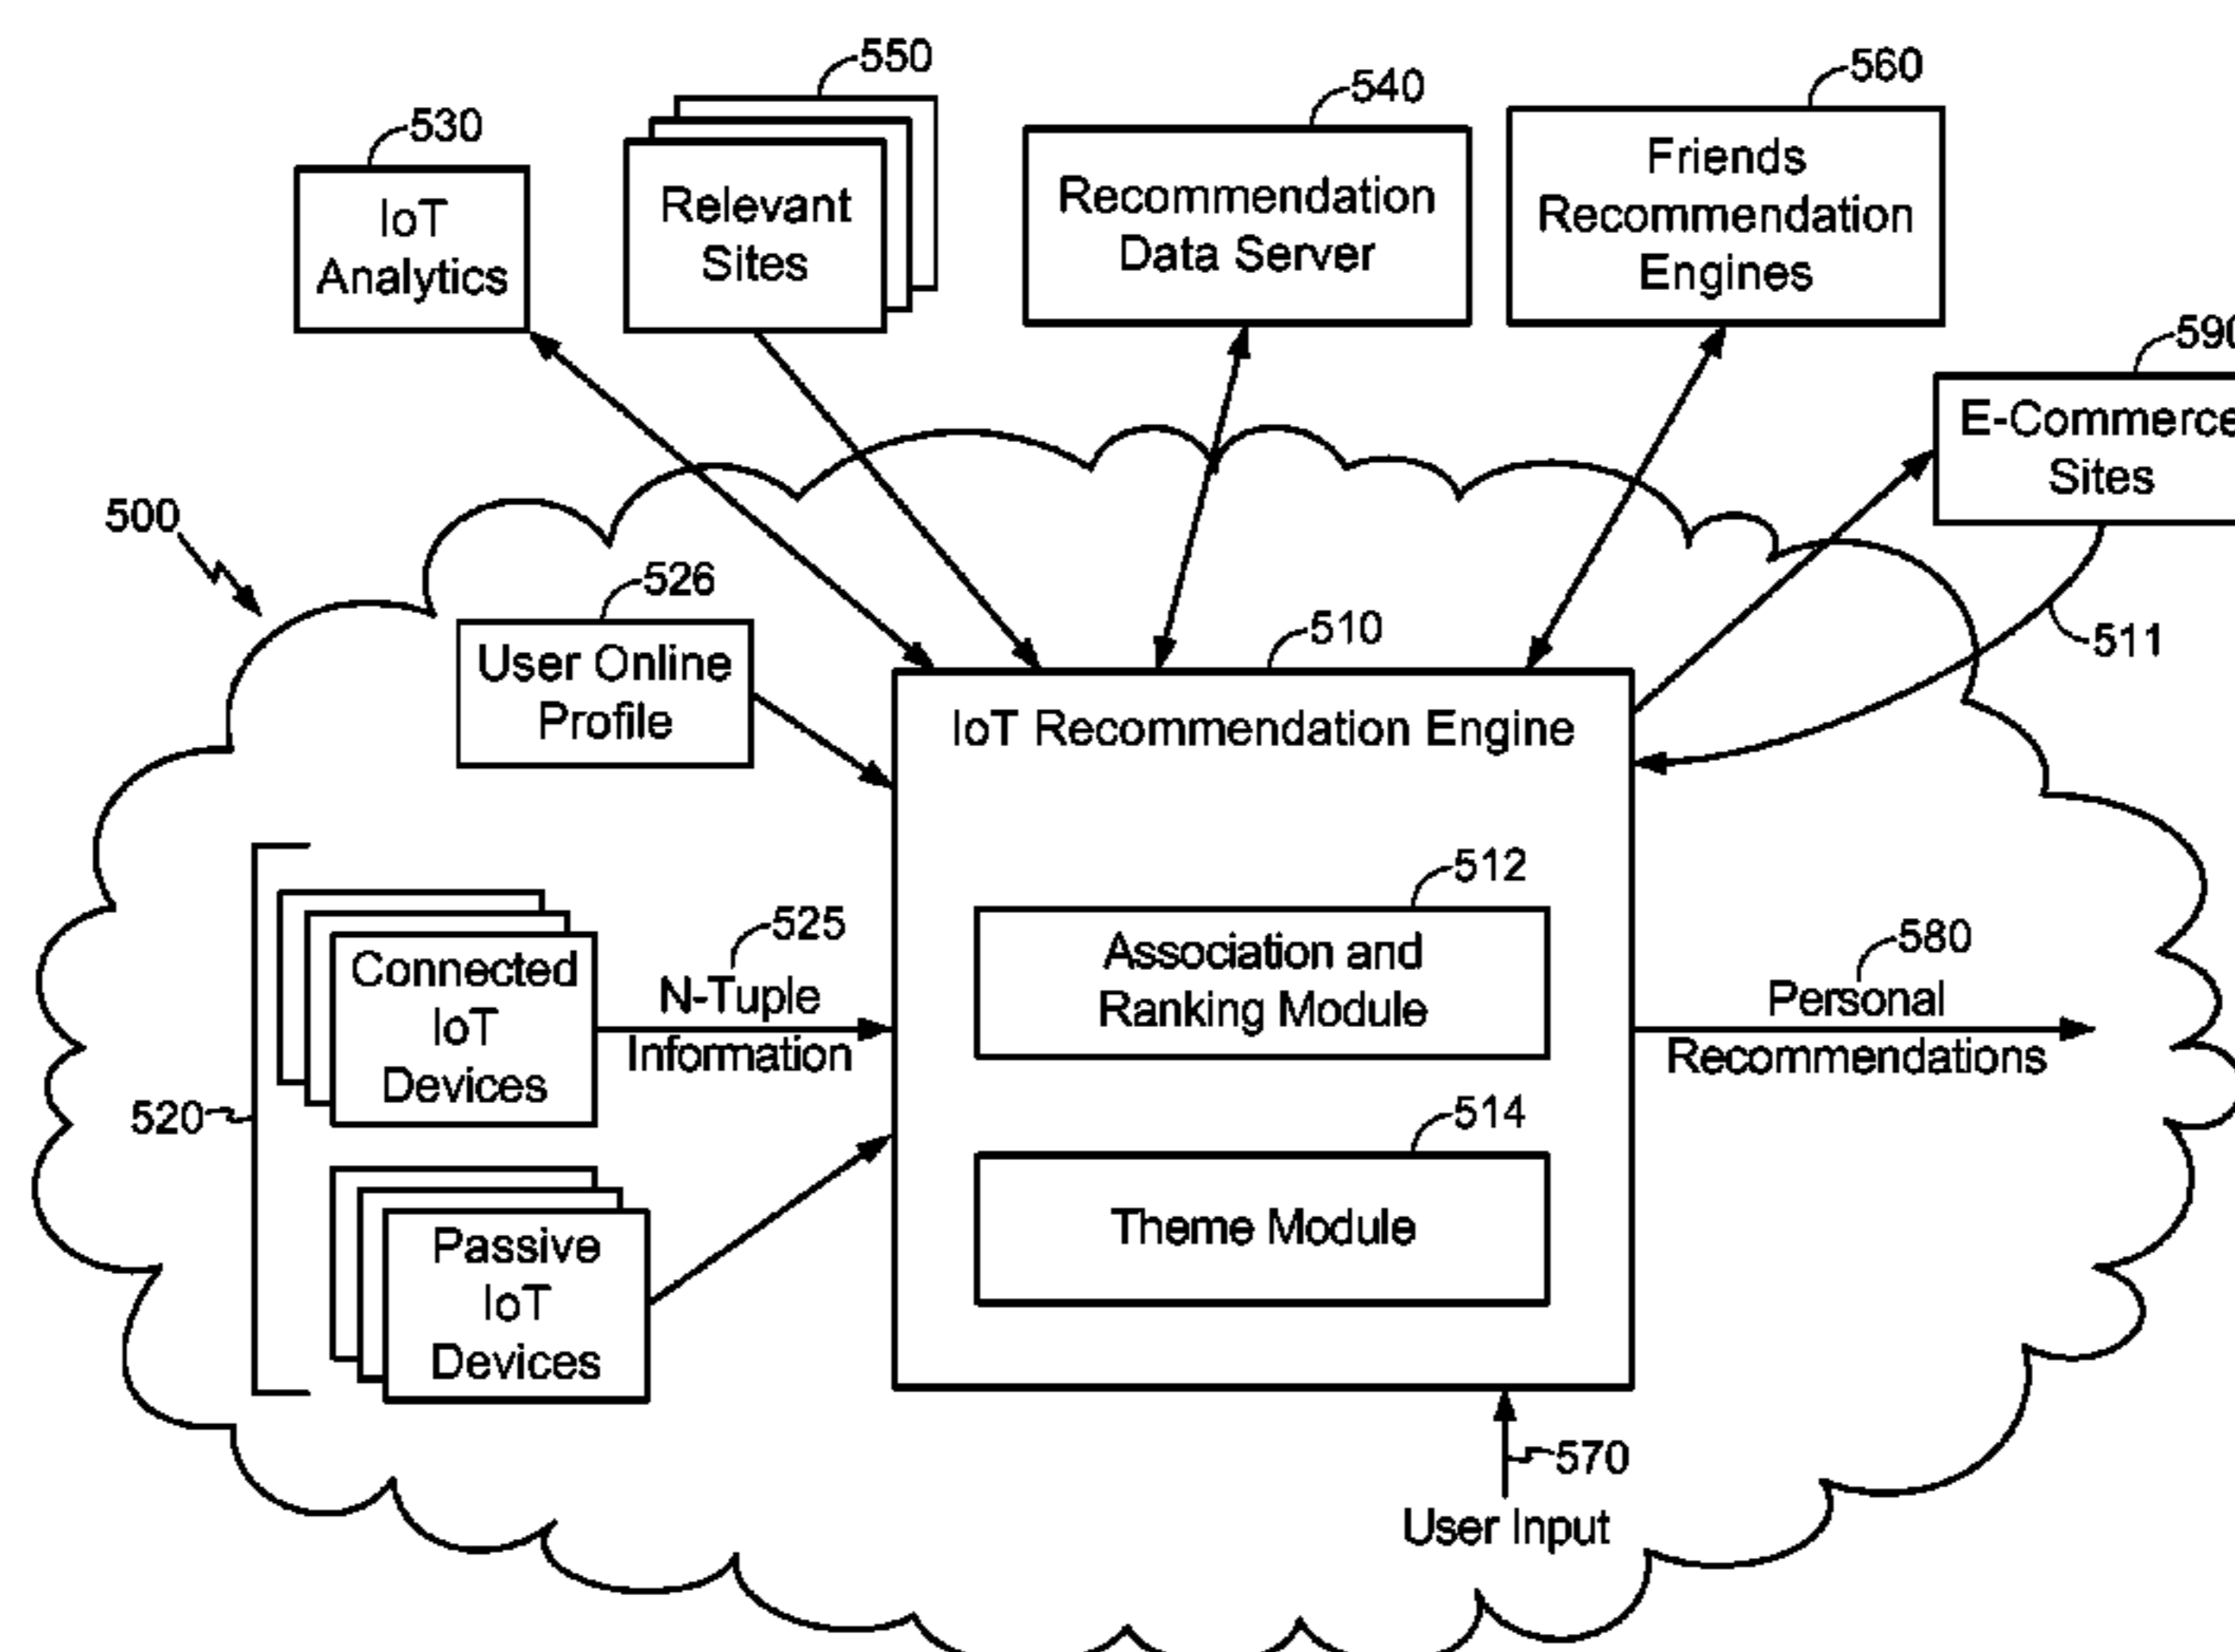 550
530
540
560
IoT
Analytics
Relevant
Sites
Recommendation
Data Server
Friends
Recommendation
Engines
590
E-Commerce
Sites
500
526
User Online
Profile
510
511
IoT Recommendation Engine
512
Association and
Ranking Module
520
Connected
IoT
Devices
525
N-Tuple
Information
580
Personal
Recommendations
514
Theme Module
Passive
IoT
Devices
570
User Input